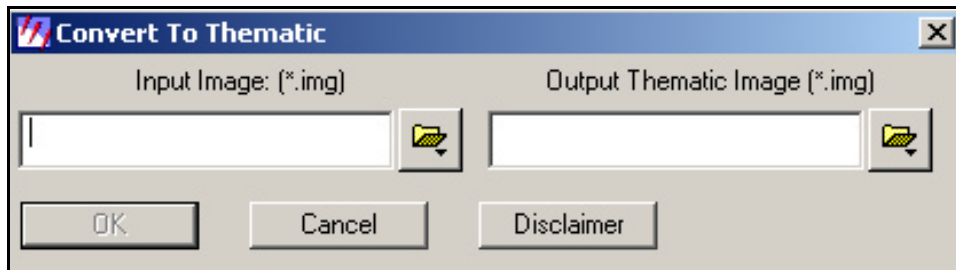 Convert To Thematic
Input Image: (*.img)
Output Thematic Image (*.img)
OK
Cancel
Disclaimer